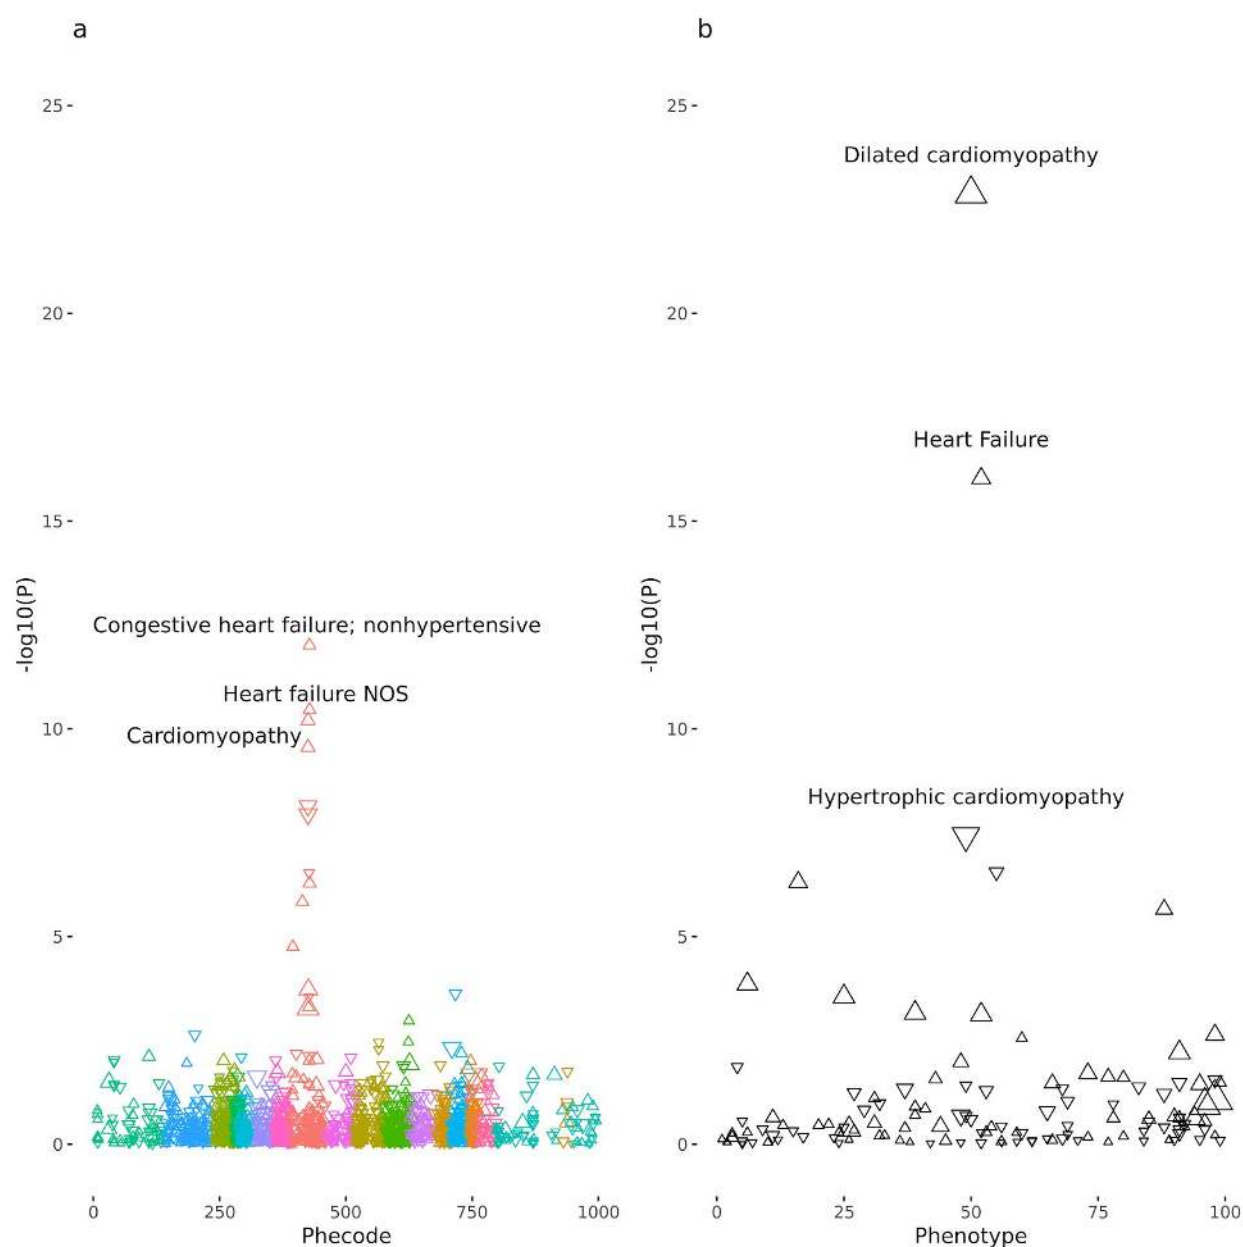 a
25
20
15
10
5
0
-log10(P)
Congestive heart failure; nonhypertensive
Heart failure NOS
Cardiomyopathy
0 250 500 750 1000
Phecode
b
25
20
15
10
5
0
-log10(P)
Dilated cardiomyopathy
Heart Failure
Hypertrophic cardiomyopathy
0 25 50 75 100
Phenotype